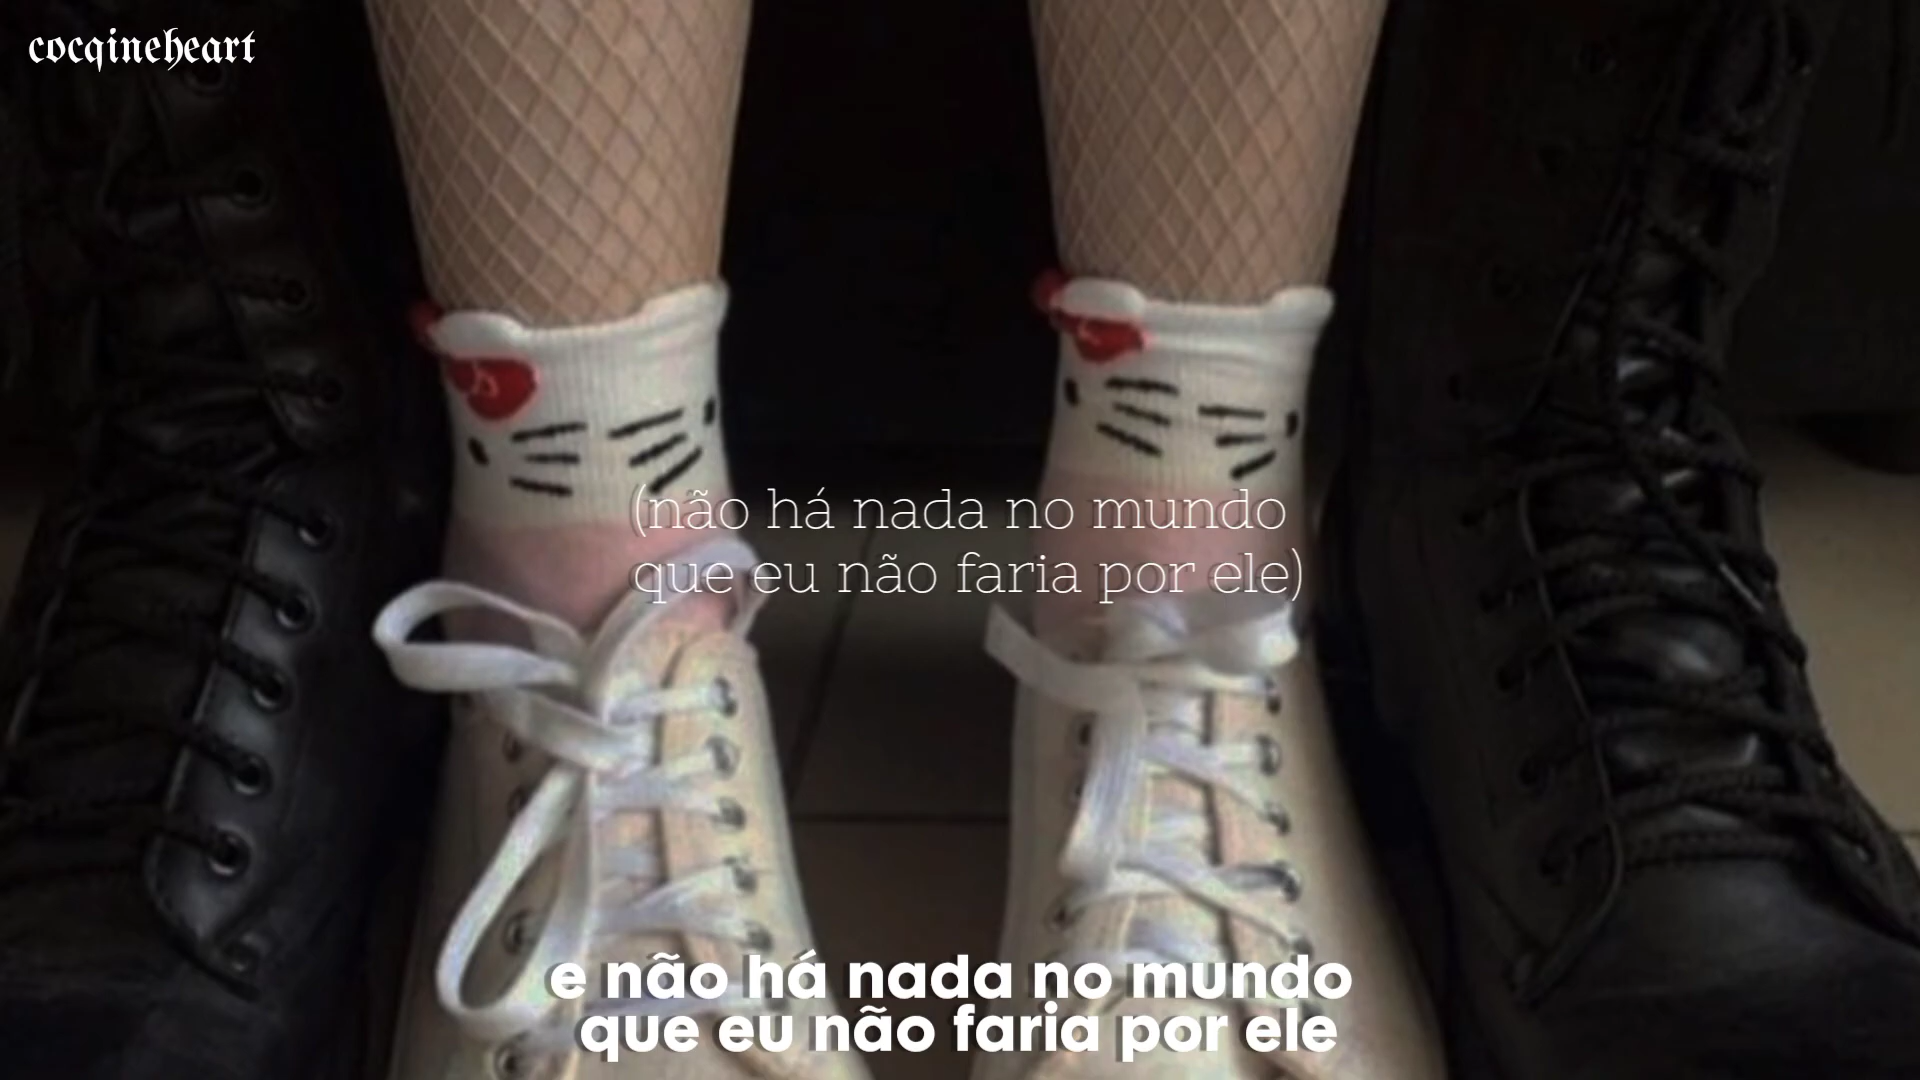 cocqineheart
(não há nada no mundo
que eu não faria por ele)
e não há nada no mundo
que eu não faria por ele